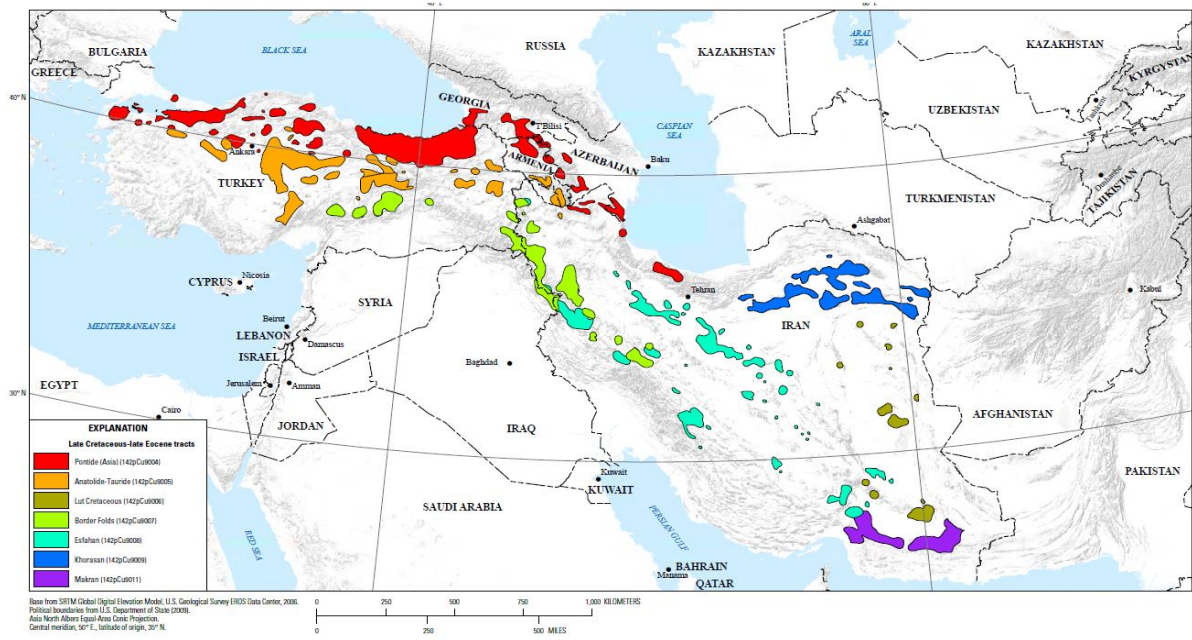 40° E
60° E
BULGARIA
BLACK SEA
RUSSIA
KAZAKHSTAN
ARAL
SEA
KAZAKHSTAN
GREECE
KYRGYSTAN
40° N
GEORGIA
T'Bilisi
UZBEKISTAN
Tashkent
CASPIAN
SEA
AZERBAIJAN
Baku
Ankara
ARMENIA
TURKEY
TURKMENISTAN
Dushanbe
TAJIKISTAN
Ashgabat
CYPRUS
Nicosia
SYRIA
Tehran
Kabul
MEDITERRANEAN SEA
Beirut
LEBANON
Damascus
IRAN
ISRAEL
Baghdad
EGYPT
Jerusalem
Amman
30° N
Cairo
JORDAN
IRAQ
AFGHANISTAN
Kuwait
KUWAIT
PAKISTAN
SAUDI ARABIA
RED SEA
PERSIAN GULF
BAHRAIN
Manama
QATAR
EXPLANATION
Late Cretaceous-late Eocene tracts
Pontide (Asia) (142pCu9004)
Anatolide-Tauride (142pCu9005)
Lut Cretaceous (142pCu9006)
Border Folds (142pCu9007)
Esfahan (142pCu9008)
Khorasan (142pCu9009)
Makran (142pCu9011)
Base from SRTM Global Digital Elevation Model, U.S. Geological Survey EROS Data Center, 2006.
Political boundaries from U.S. Department of State (2009).
Asia North Albers Equal-Area Conic Projection.
Central meridian, 50° E., latitude of origin, 35° N.
0 250 500 750 1,000 KILOMETERS
0 250 500 MILES